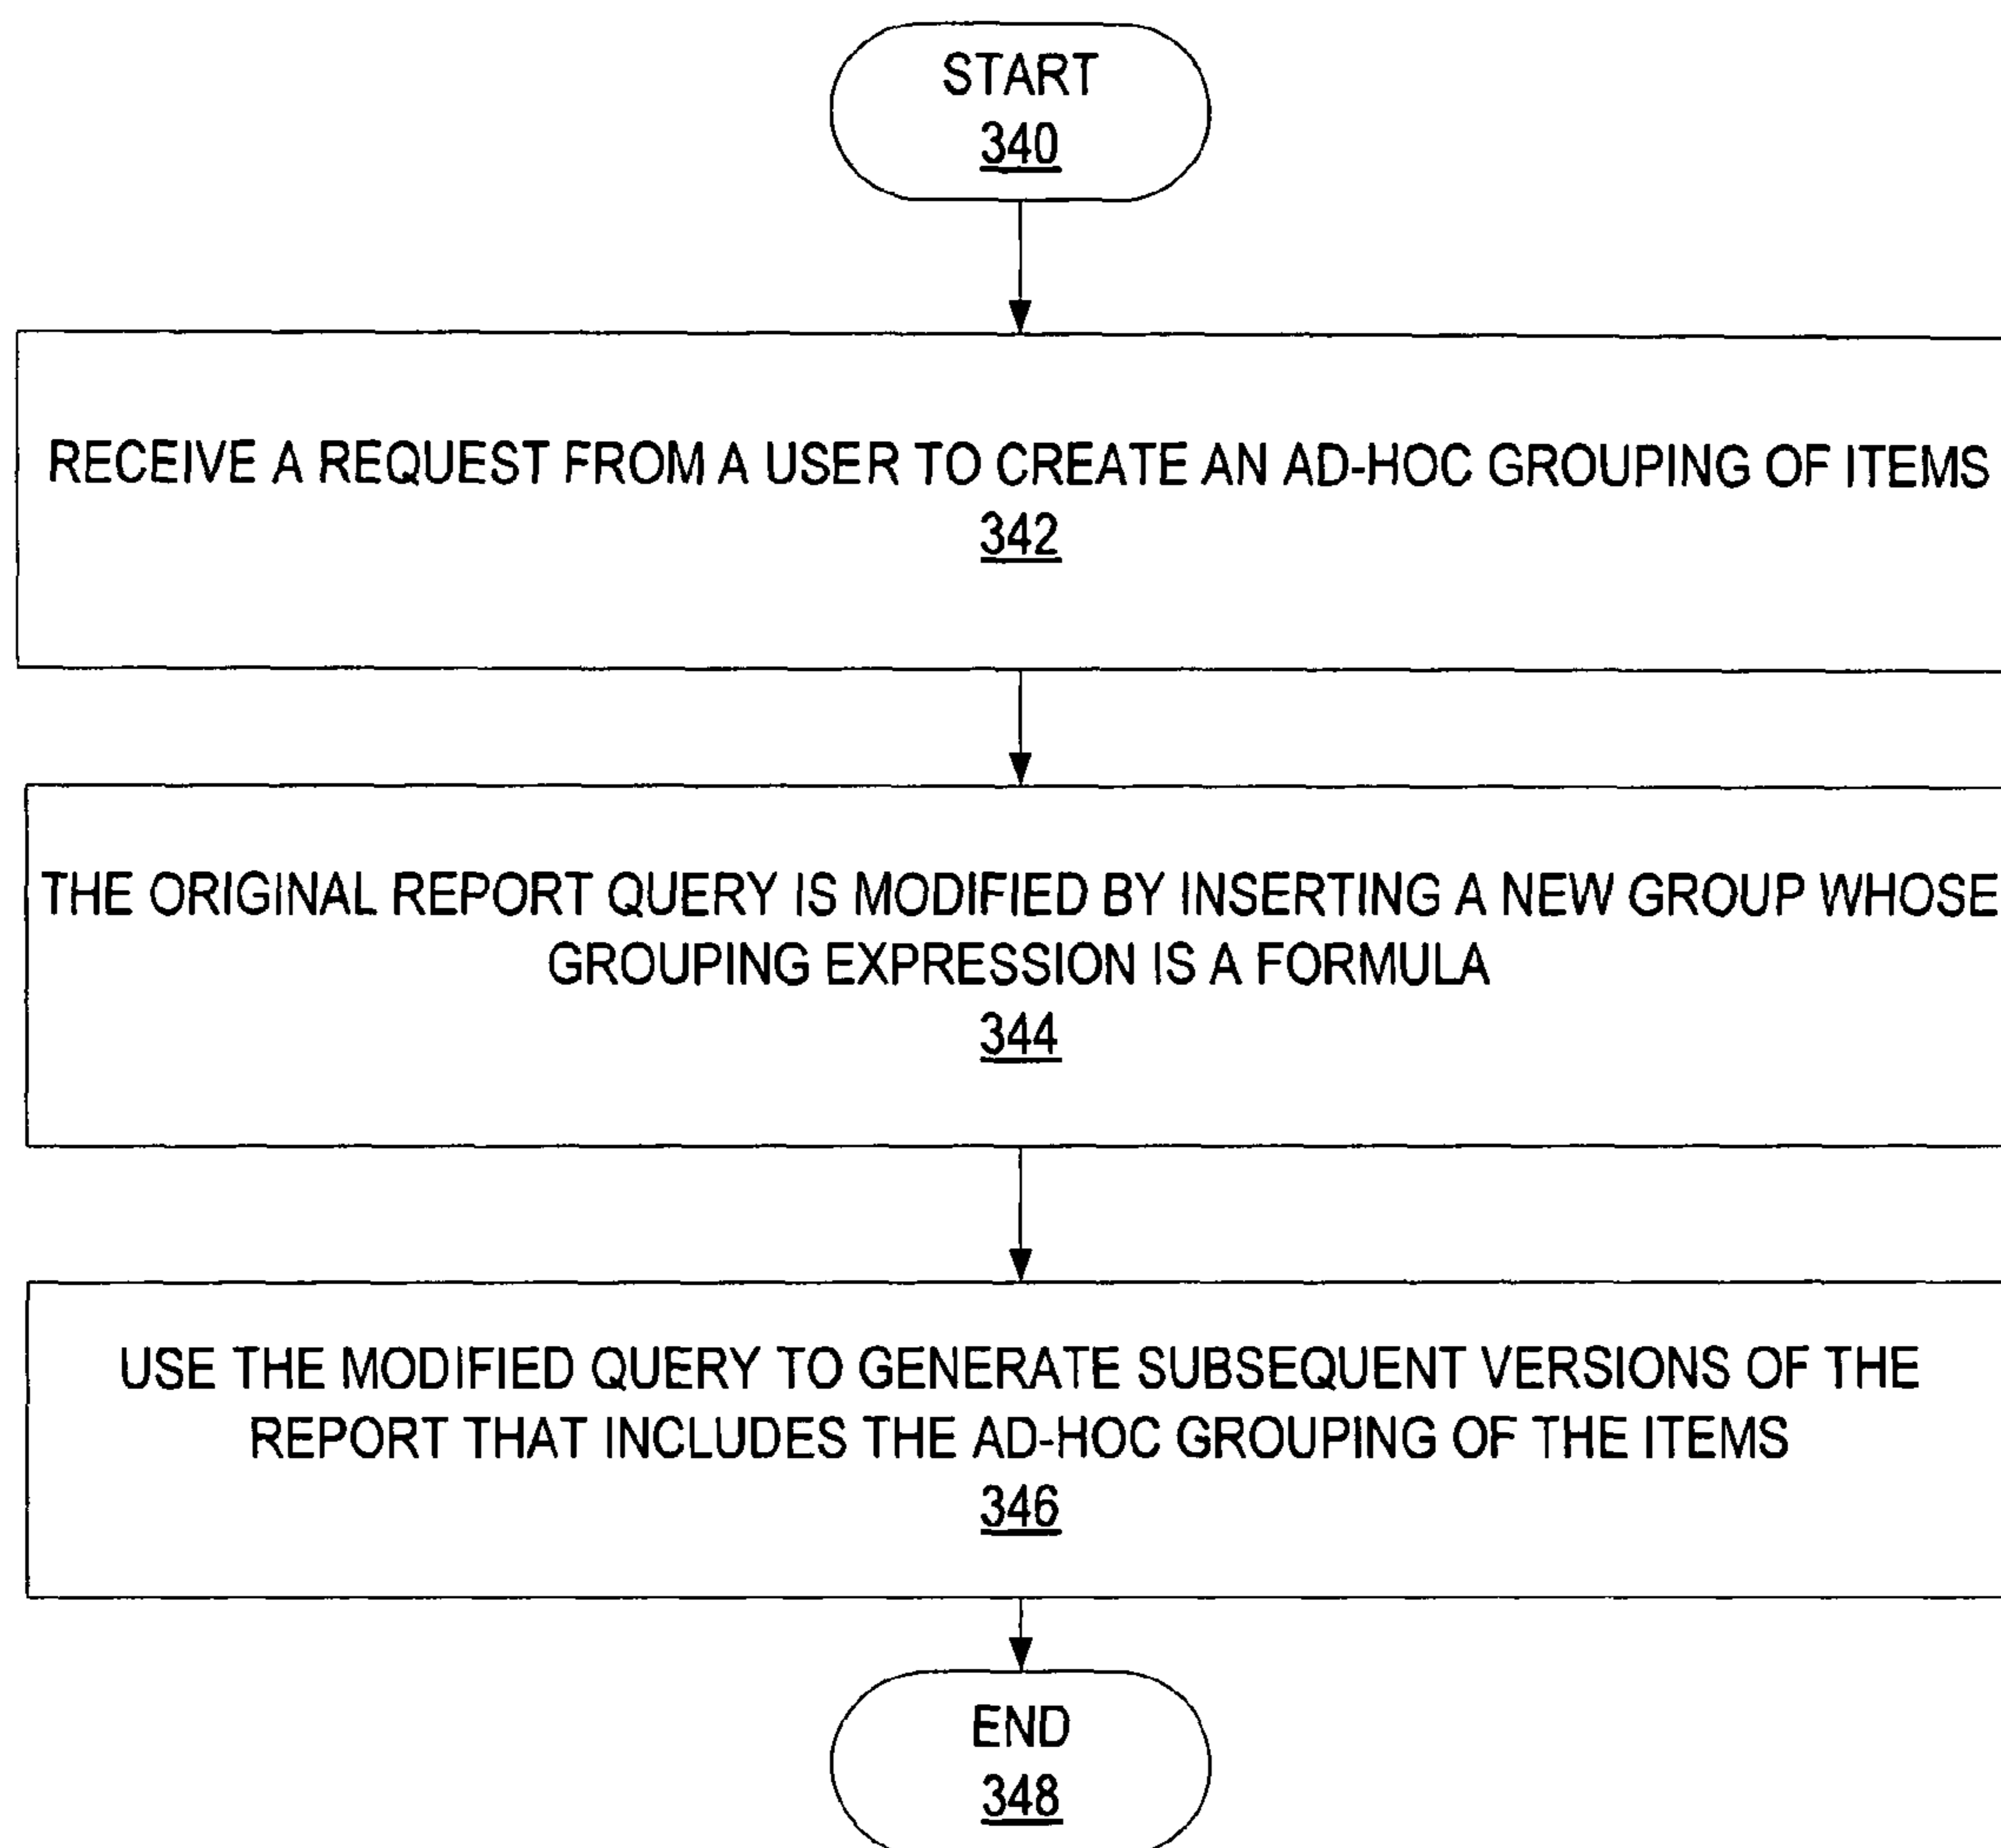 START
340
RECEIVE A REQUEST FROM A USER TO CREATE AN AD-HOC GROUPING OF ITEMS
342
THE ORIGINAL REPORT QUERY IS MODIFIED BY INSERTING A NEW GROUP WHOSE
GROUPING EXPRESSION IS A FORMULA
344
USE THE MODIFIED QUERY TO GENERATE SUBSEQUENT VERSIONS OF THE
REPORT THAT INCLUDES THE AD-HOC GROUPING OF THE ITEMS
346
END
348